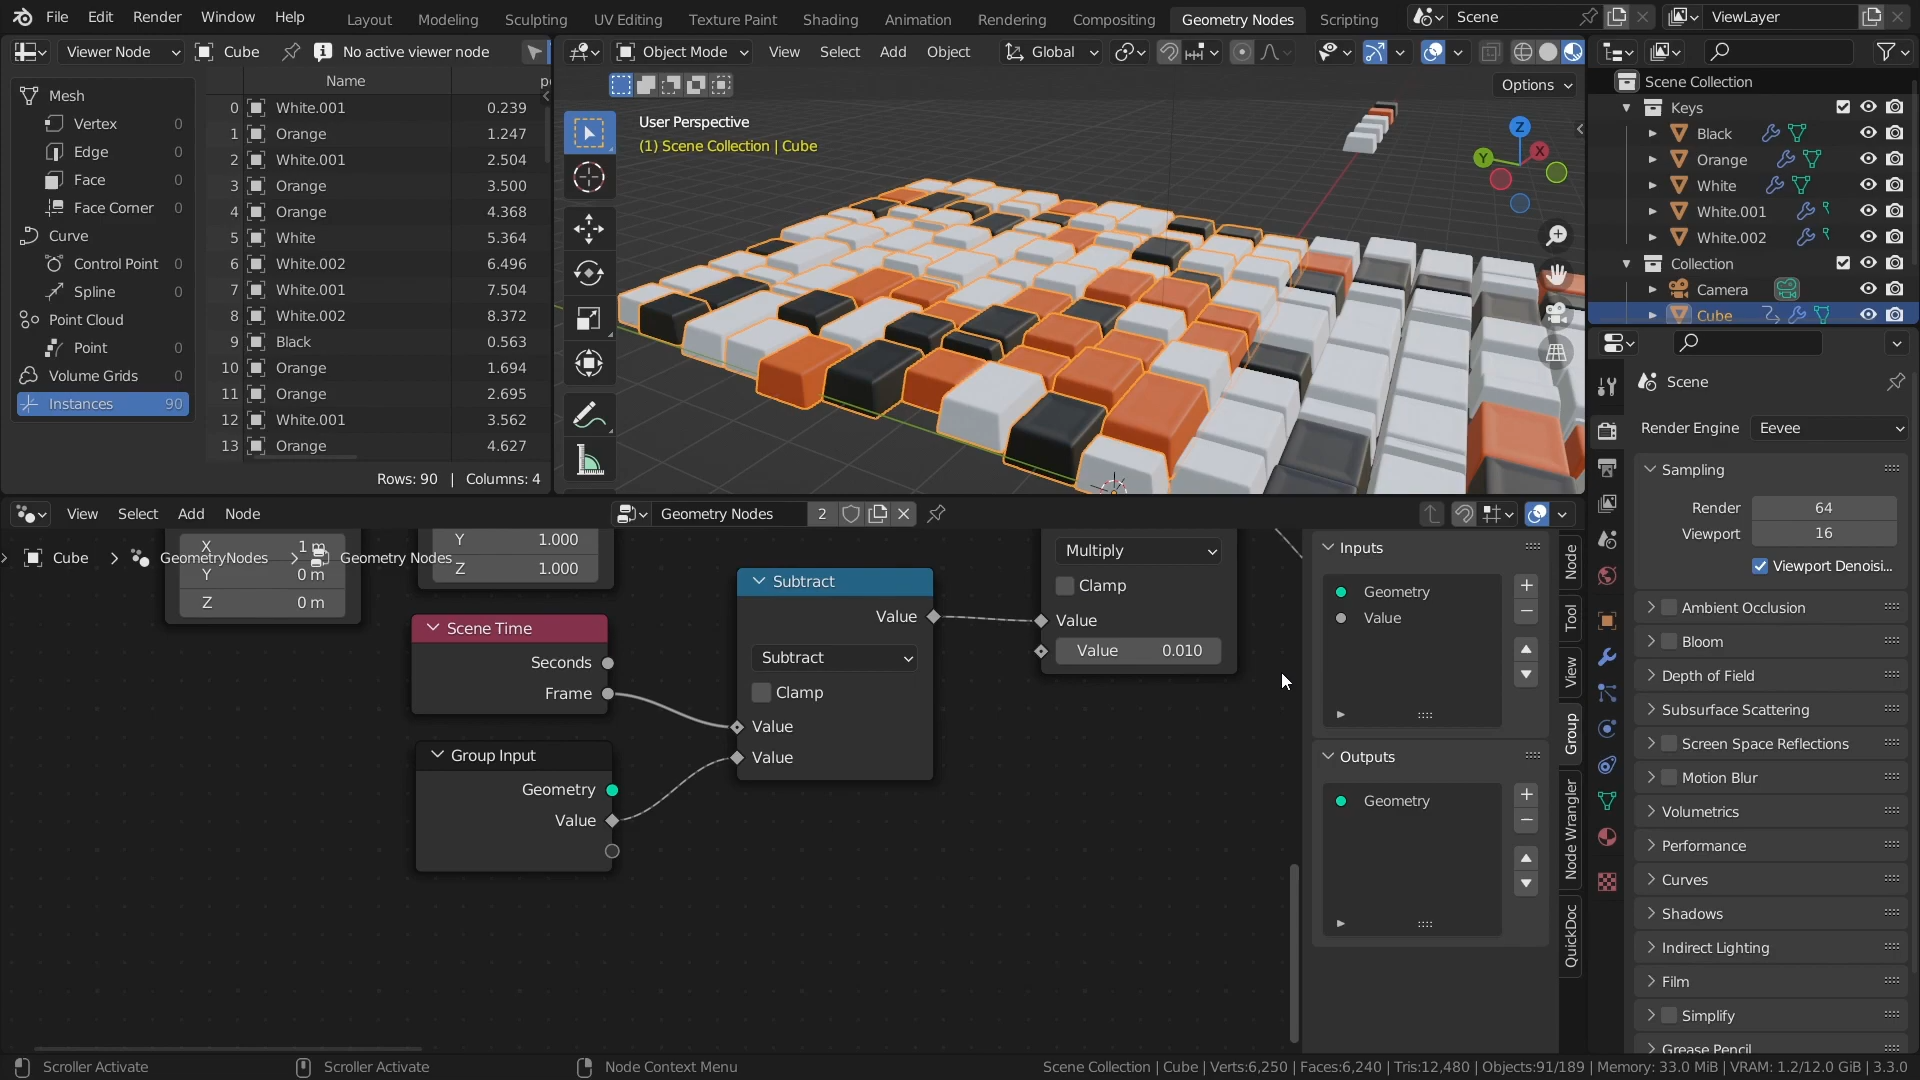 File Edit Render Window Help Layout Modeling Sculpting UV Editing Texture Paint Shading Animation Rendering Compositing Geometry Nodes Scripting Scene ViewLayer
Viewer Node Cube No active viewer node
Object Mode View Select Add Object Global
Options
Name
Mesh
Vertex 0
Edge 0
Face 0
Face Corner 0
Curve
Control Point 0
Spline 0
Point Cloud
Point 0
Volume Grids 0
Instances 90
0 White.001 0.239
1 Orange 1.247
2 White.001 2.504
3 Orange 3.500
4 Orange 4.368
5 White 5.364
6 White.002 6.496
7 White.001 7.504
8 White.002 8.372
9 Black 0.563
10 Orange 1.694
11 Orange 2.695
12 White.001 3.562
13 Orange 4.627
Rows: 90 | Columns: 4
User Perspective
(1) Scene Collection | Cube
Z
Y
X
Scene Collection
Keys
Black
Orange
White
White.001
White.002
Collection
Camera
Cube
View Select Add Node Geometry Nodes 2
Cube GeometryNodes Geometry Nodes
X 1 m
Y 0 m
Z 0 m
Y 1.000
Z 1.000
Scene Time
Seconds
Frame
Group Input
Geometry
Value
Subtract
Value
Subtract
Clamp
Value
Value
Multiply
Clamp
Value
Value 0.010
Inputs
Geometry
Value
Outputs
Geometry
Node
Tool
View
Group
Node Wrangler
QuickDoc
Scene
Render Engine Eevee
Sampling
Render 64
Viewport 16
Viewport Denoisi...
Ambient Occlusion
Bloom
Depth of Field
Subsurface Scattering
Screen Space Reflections
Motion Blur
Volumetrics
Performance
Curves
Shadows
Indirect Lighting
Film
Simplify
Grease Pencil
Scroller Activate Scroller Activate Node Context Menu
Scene Collection | Cube | Verts:6,250 | Faces:6,240 | Tris:12,480 | Objects:91/189 | Memory: 33.0 MiB | VRAM: 1.2/12.0 GiB | 3.3.0